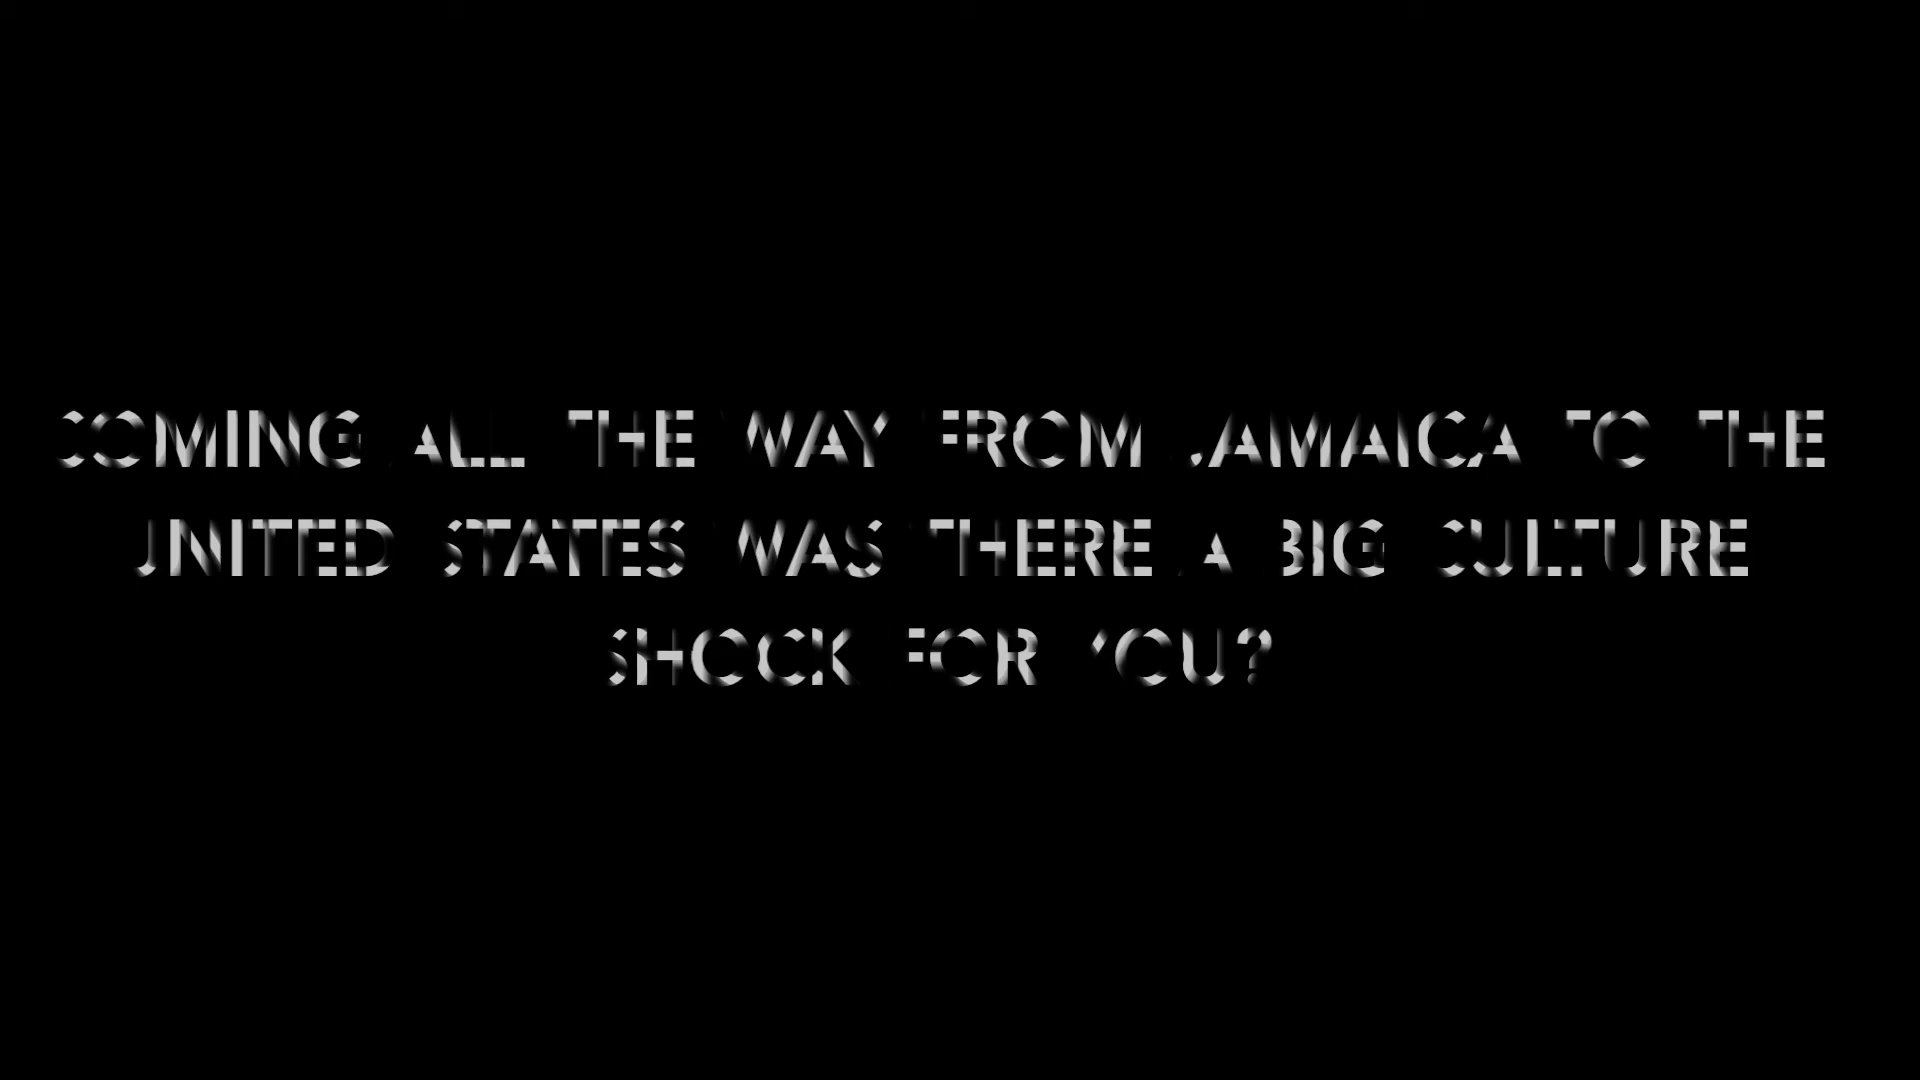 COMING ALL THE WAY FROM JAMAICA TO THE
UNITED STATES WAS THERE A BIG CULTURE
SHOCK FOR YOU?